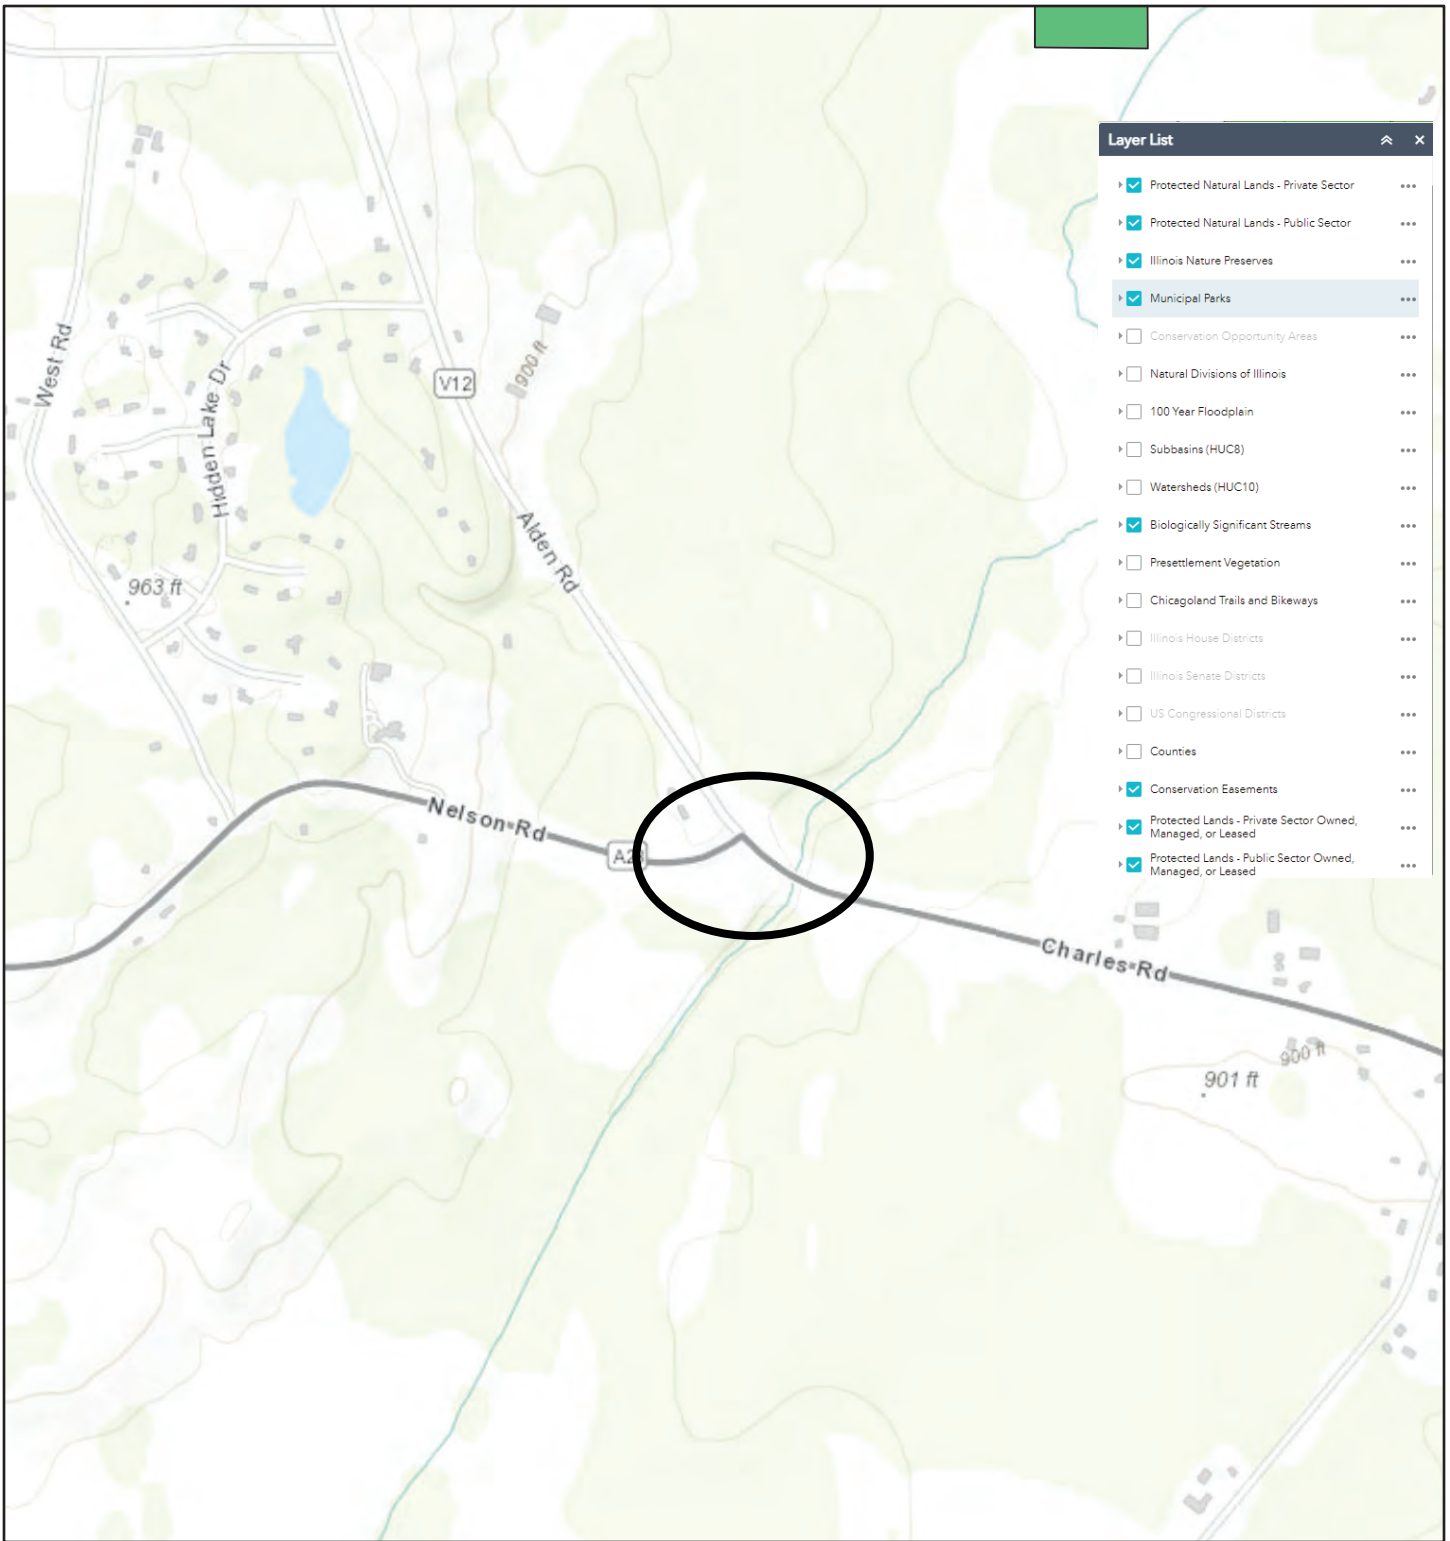 Layer List
Protected Natural Lands - Private Sector
Protected Natural Lands - Public Sector
Illinois Nature Preserves
Municipal Parks
Conservation Opportunity Areas
Natural Divisions of Illinois
100 Year Floodplain
Subbasins (HUC8)
Watersheds (HUC10)
Biologically Significant Streams
Presettlement Vegetation
Chicagoland Trails and Bikeways
Illinois House Districts
Illinois Senate Districts
US Congressional Districts
Counties
Conservation Easements
Protected Lands - Private Sector Owned,
Managed, or Leased
Protected Lands - Public Sector Owned,
Managed, or Leased
West Rd
Hidden Lake Dr
V12
900 ft
Alden Rd
963 ft
Nelson Rd
Charles Rd
900 ft
901 ft